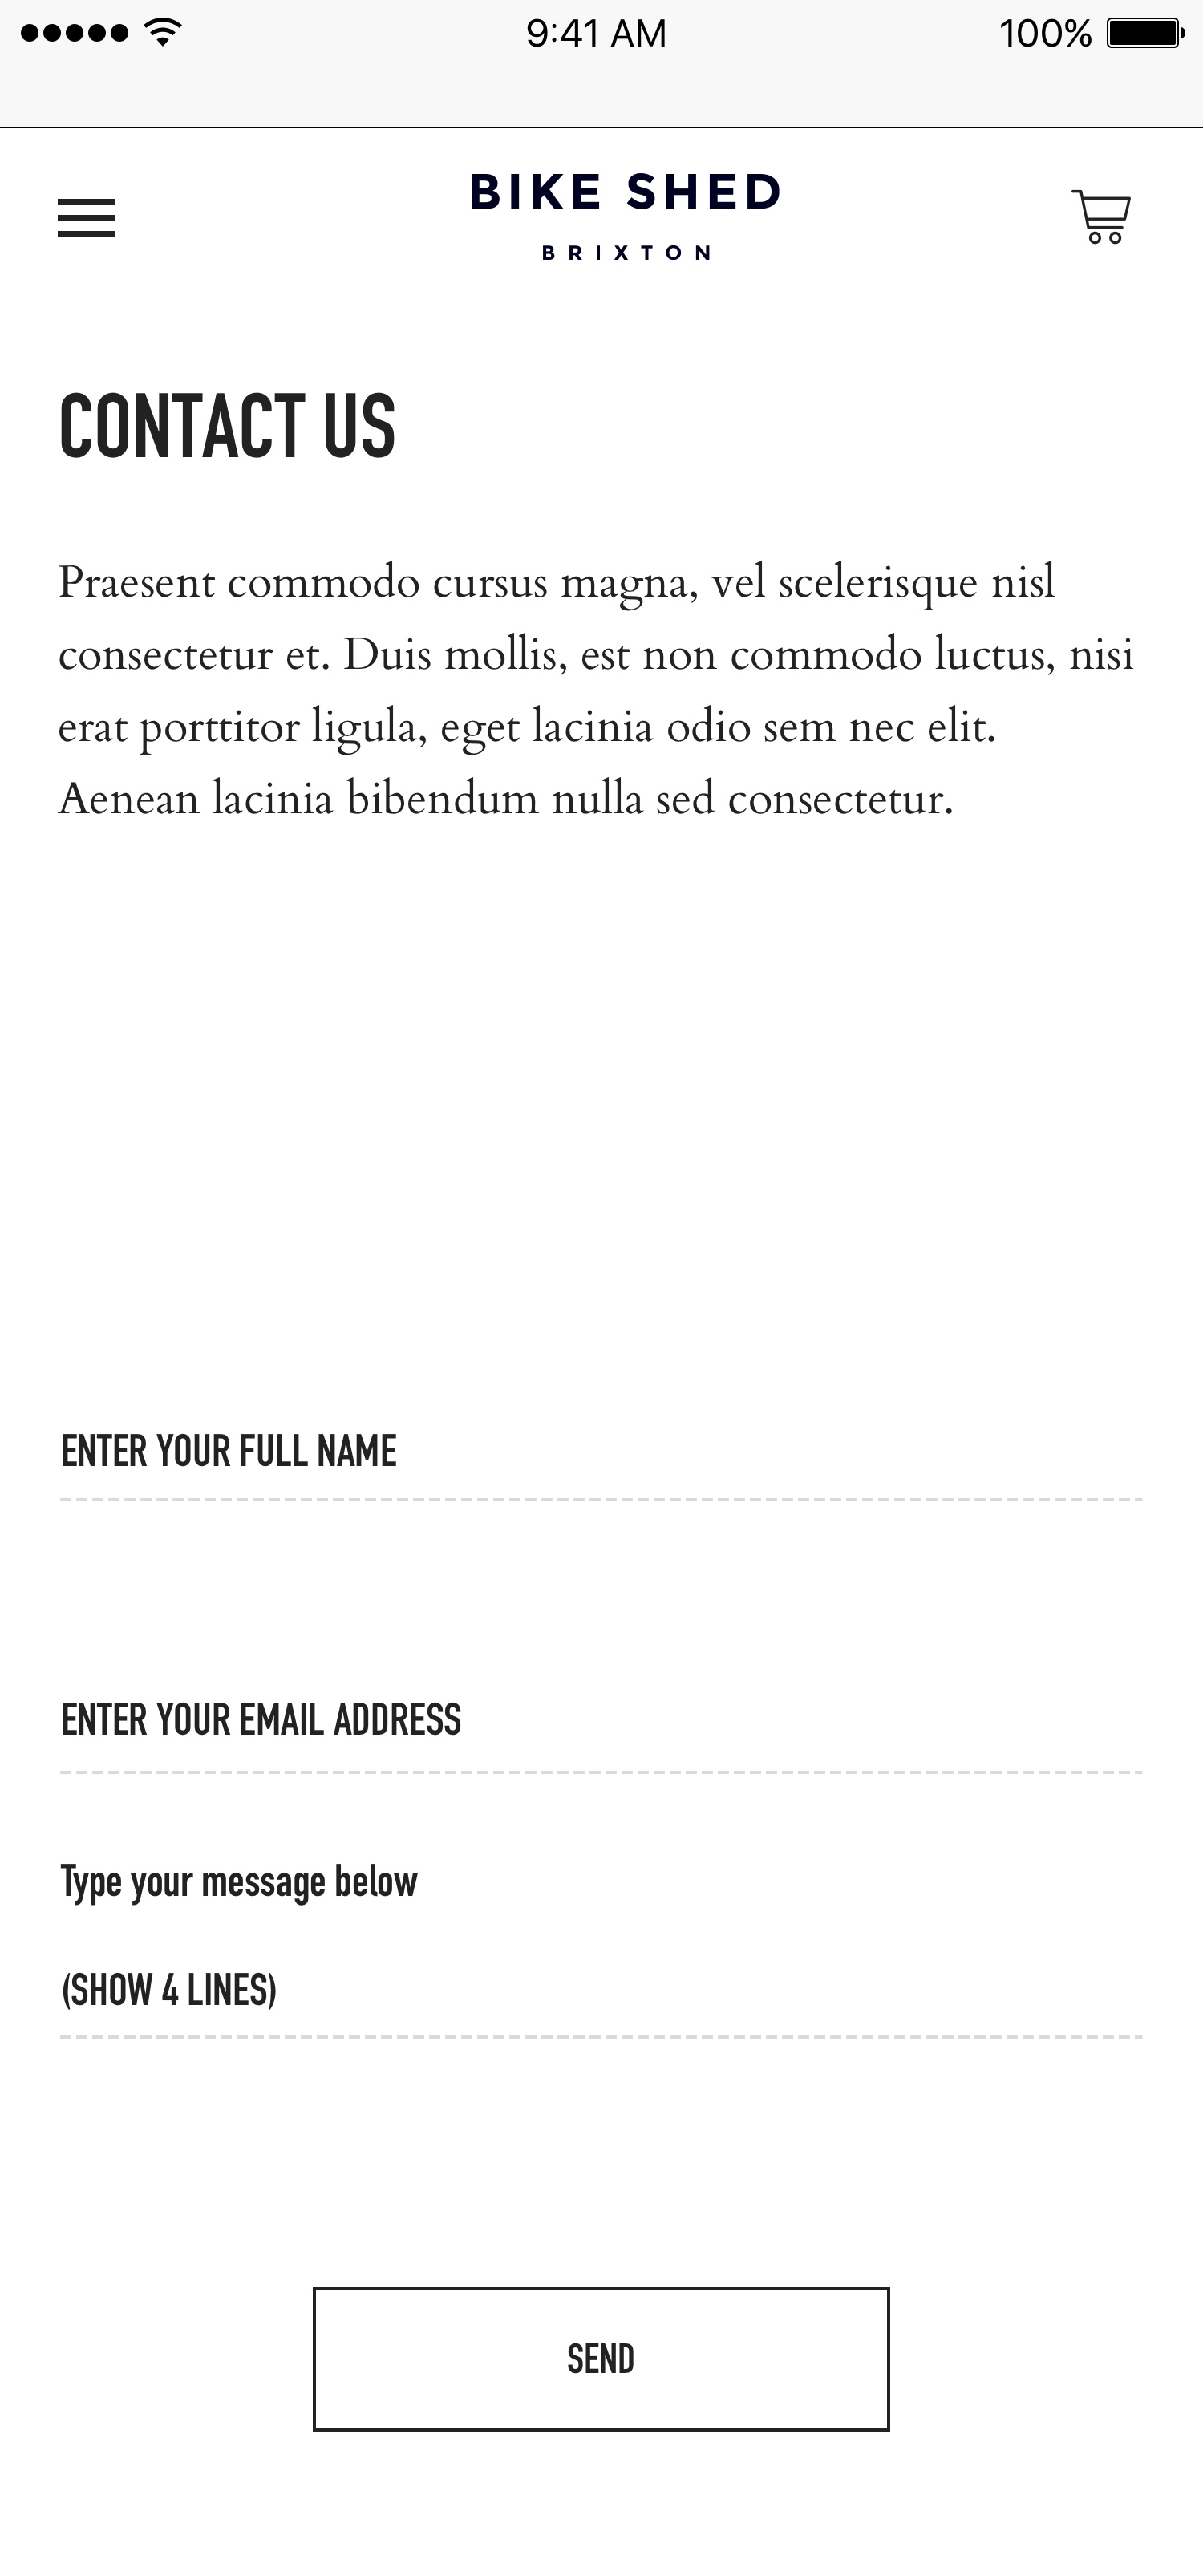 9:41 AM
100%
BIKE SHED
BRIXTON
CONTACT US
Praesent commodo cursus magna, vel scelerisque nisl
consectetur et. Duis mollis, est non commodo luctus, nisi
erat porttitor ligula, eget lacinia odio sem nec elit.
Aenean lacinia bibendum nulla sed consectetur.
ENTER YOUR FULL NAME
ENTER YOUR EMAIL ADDRESS
Type your message below
(SHOW 4 LINES)
SEND